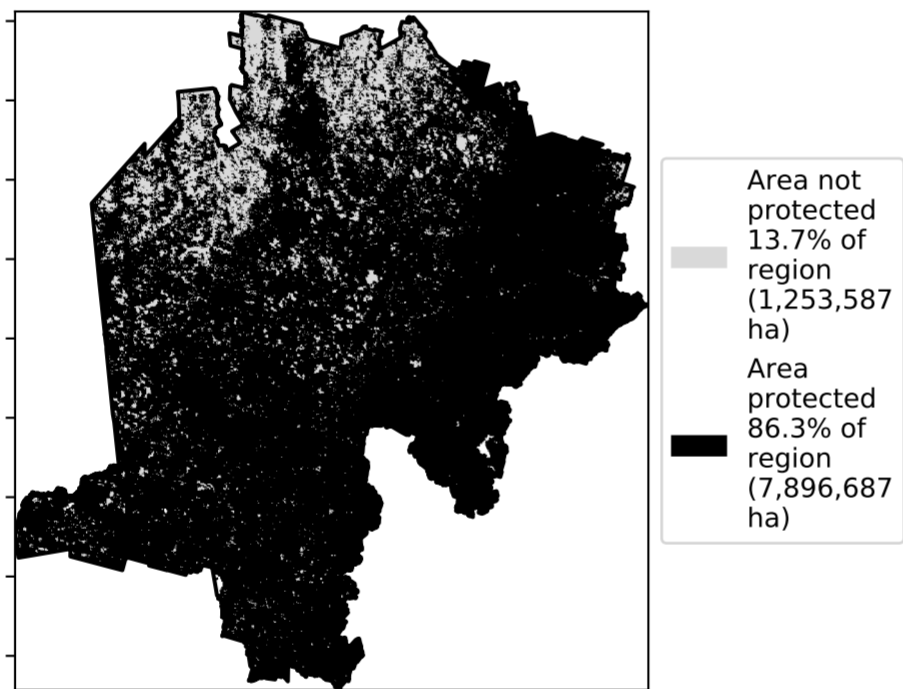 Area not
protected
13.7% of
region
(1,253,587
ha)
Area
protected
86.3% of
region
(7,896,687
ha)